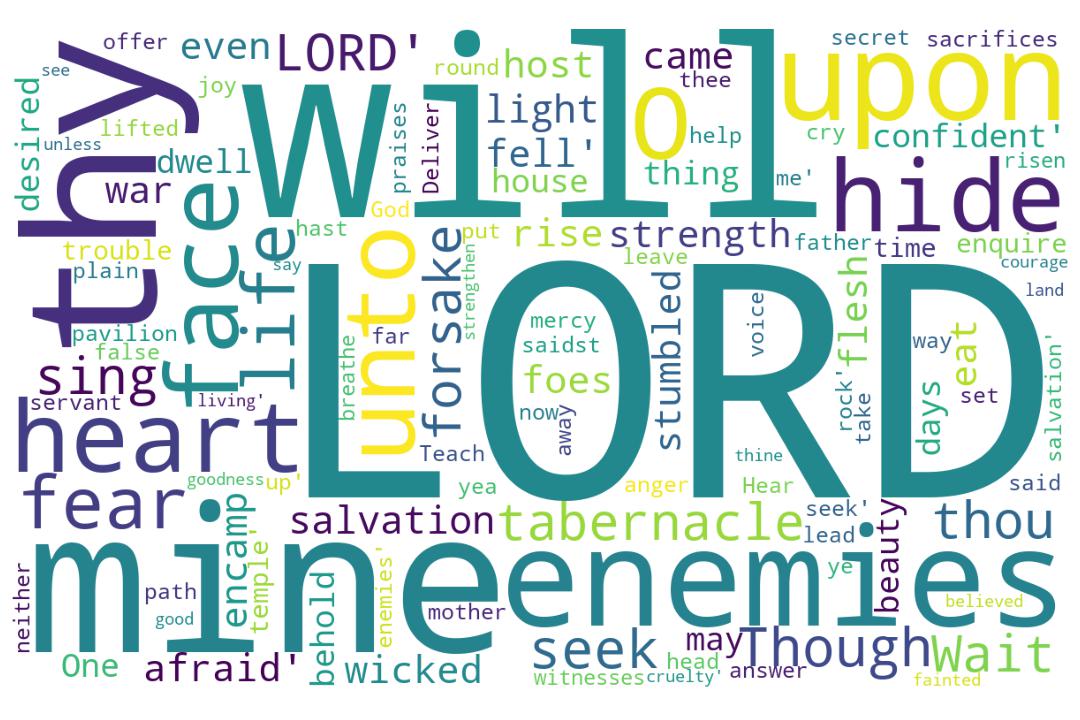 offer
even
LORD'
round
host
came
thee
secret
sacrifices
see
joy
will
light
O
help
upon
desired
lifted
unless
thy
dwell
war
praises
Deliver
fell'
house
thing
me'
cry
confident'
risen
hide
trouble
plain
face
God
hast
life
say
unto
put
rise
strength
leave
father
time
enquire
courage
land
pavilion
false
sing
servant
living'
breathe
far
forsake
strengthen
LORD
mercy
saidst
foes
now
away
stumbled
voice
flesh
rock'
take
way
eat
days
set
salvation'
heart
Teach
thine
fear
goodness
up'
yea
anger
Hear
said
salvation
tabernacle
seek'
lead
beauty
thou
neither
mine
encamp
temple'
path
good
behold
enemies'
mother
enemies
ye
believed
One
afraid'
wicked
seek
may
Though
Wait
head
answer
witnesses
cruelty'
fainted